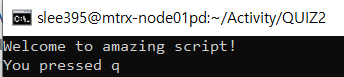 slee395@mtrx-node01pd:~/Activity/QUIZ2
Welcome to amazing script!
You pressed q